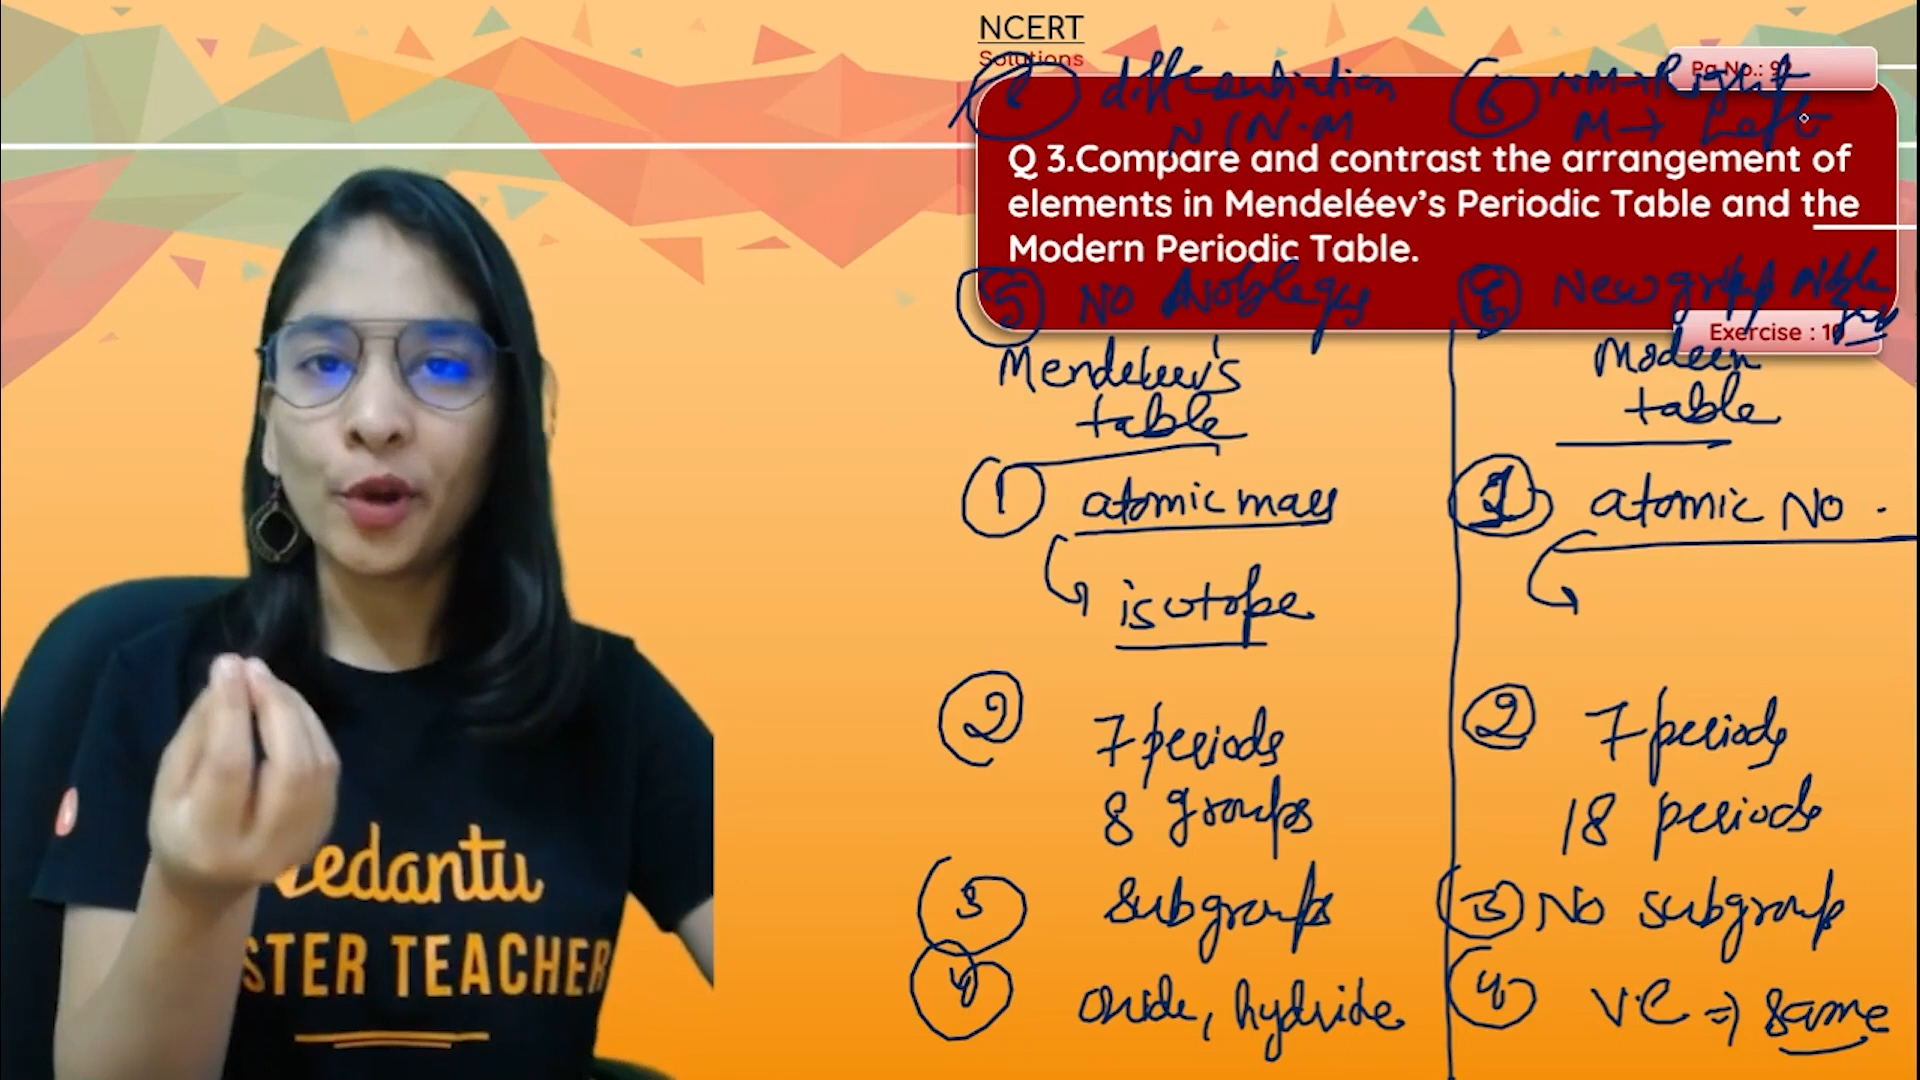 NCERT
Solutions
Pg No.: 9
differentiation
N / N.M
6 NM → Right
M → Left
Q 3.Compare and contrast the arrangement of
elements in Mendeléev's Periodic Table and the
Modern Periodic Table.
5 NO Noble gas
New group Noble
gas
Exercise : 10
Mendeleev's
table
1 atomic mass
isotope
2 7 periods
8 groups
3 subgroups
4 oxide, hydride
Modern
table
1 atomic No.
2 7 periods
18 periods
3 No subgroup
4 V.E ⇒ same
Vedantu
STER TEACHER